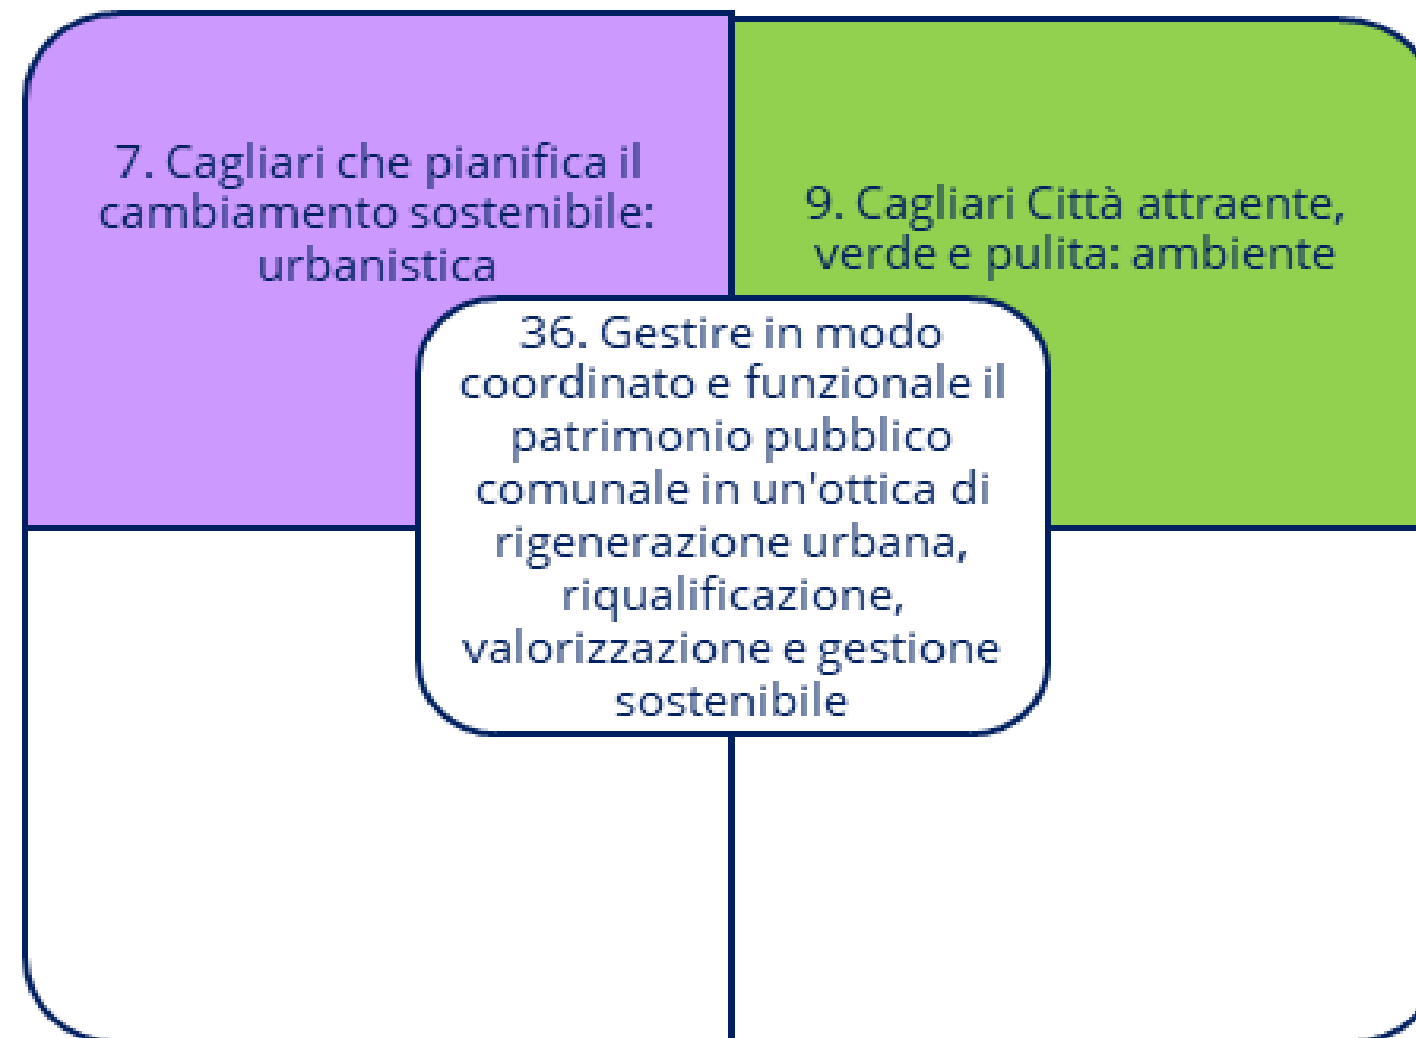 7. Cagliari che pianifica il
cambiamento sostenibile:
urbanistica
9. Cagliari Città attraente,
verde e pulita: ambiente
36. Gestire in modo
coordinato e funzionale il
patrimonio pubblico
comunale in un'ottica di
rigenerazione urbana,
riqualificazione,
valorizzazione e gestione
sostenibile